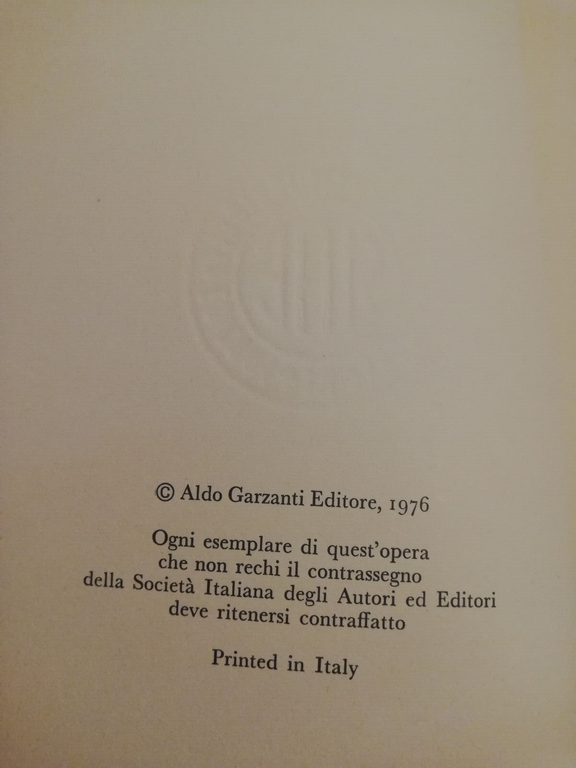 © Aldo Garzanti Editore, 1976
Ogni esemplare di quest'opera
che non rechi il contrassegno
della Società Italiana degli Autori ed Editori
deve ritenersi contraffatto
Printed in Italy